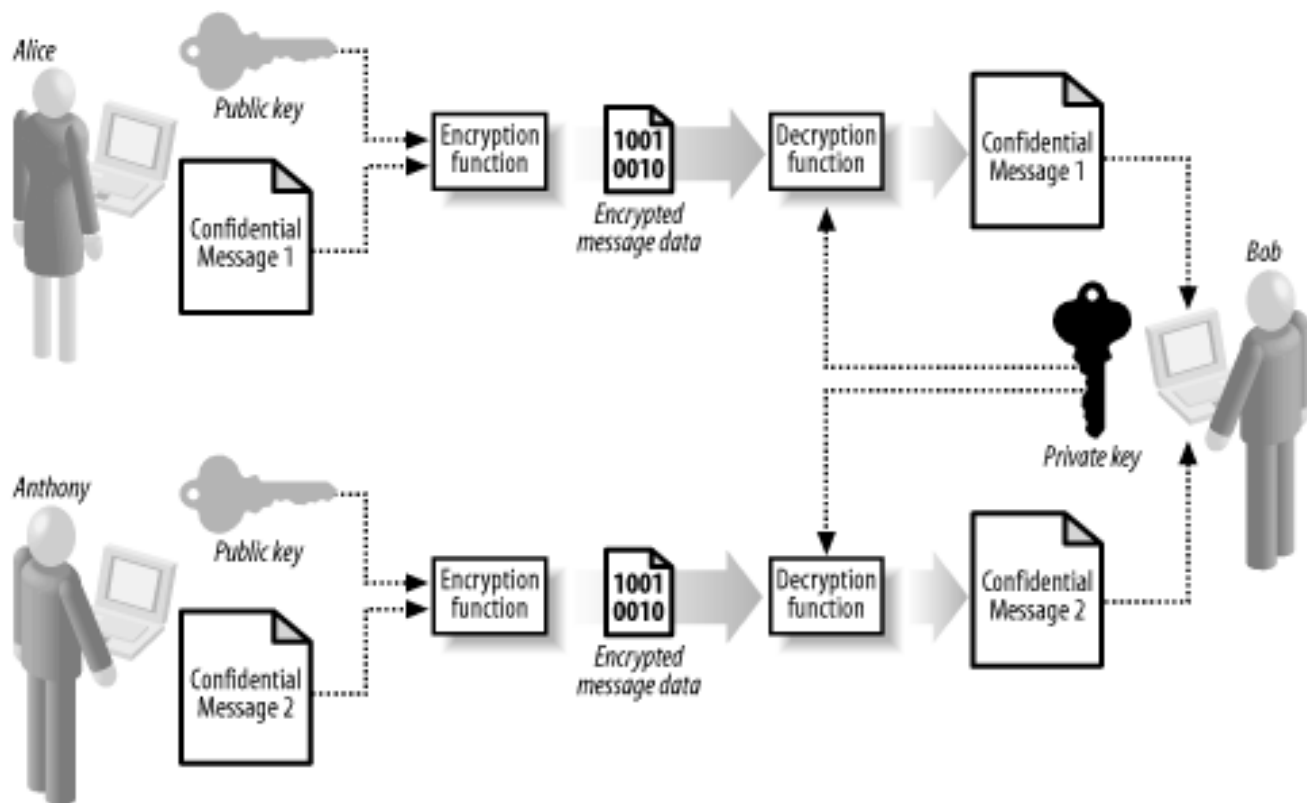 Alice
Public key
Confidential
Message 1
Encryption
function
1001
0010
Encrypted
message data
Decryption
function
Confidential
Message 1
Bob
Private key
Anthony
Public key
Confidential
Message 2
Encryption
function
1001
0010
Encrypted
message data
Decryption
function
Confidential
Message 2